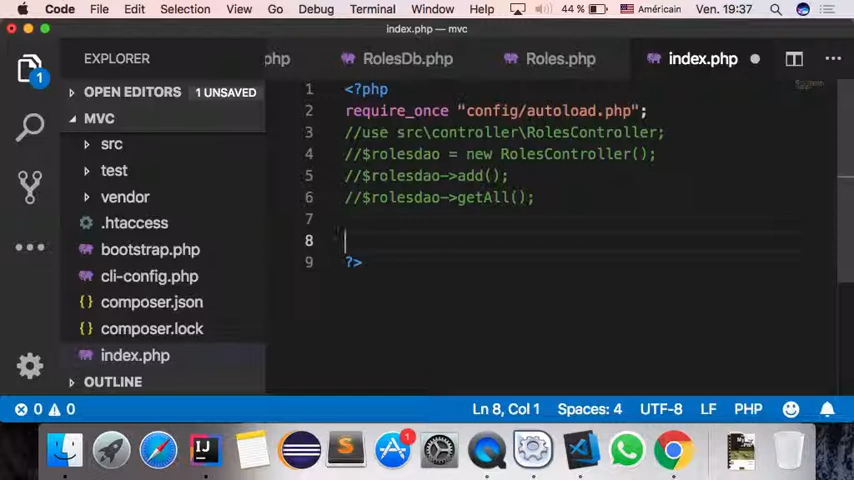 Code File Edit Selection View Go Debug Terminal Window Help 44 % Américain Ven. 19:37
index.php — mvc
EXPLORER
php RolesDb.php Roles.php index.php
OPEN EDITORS 1 UNSAVED
MVC
src
test
vendor
.htaccess
bootstrap.php
cli-config.php
composer.json
composer.lock
index.php
OUTLINE
1
1 <?php
2 require_once "config/autoload.php";
3 //use src\controller\RolesController;
4 //$rolesdao = new RolesController();
5 //$rolesdao->add();
6 //$rolesdao->getAll();
7
8
9 ?>
0 0 Ln 8, Col 1 Spaces: 4 UTF-8 LF PHP
1